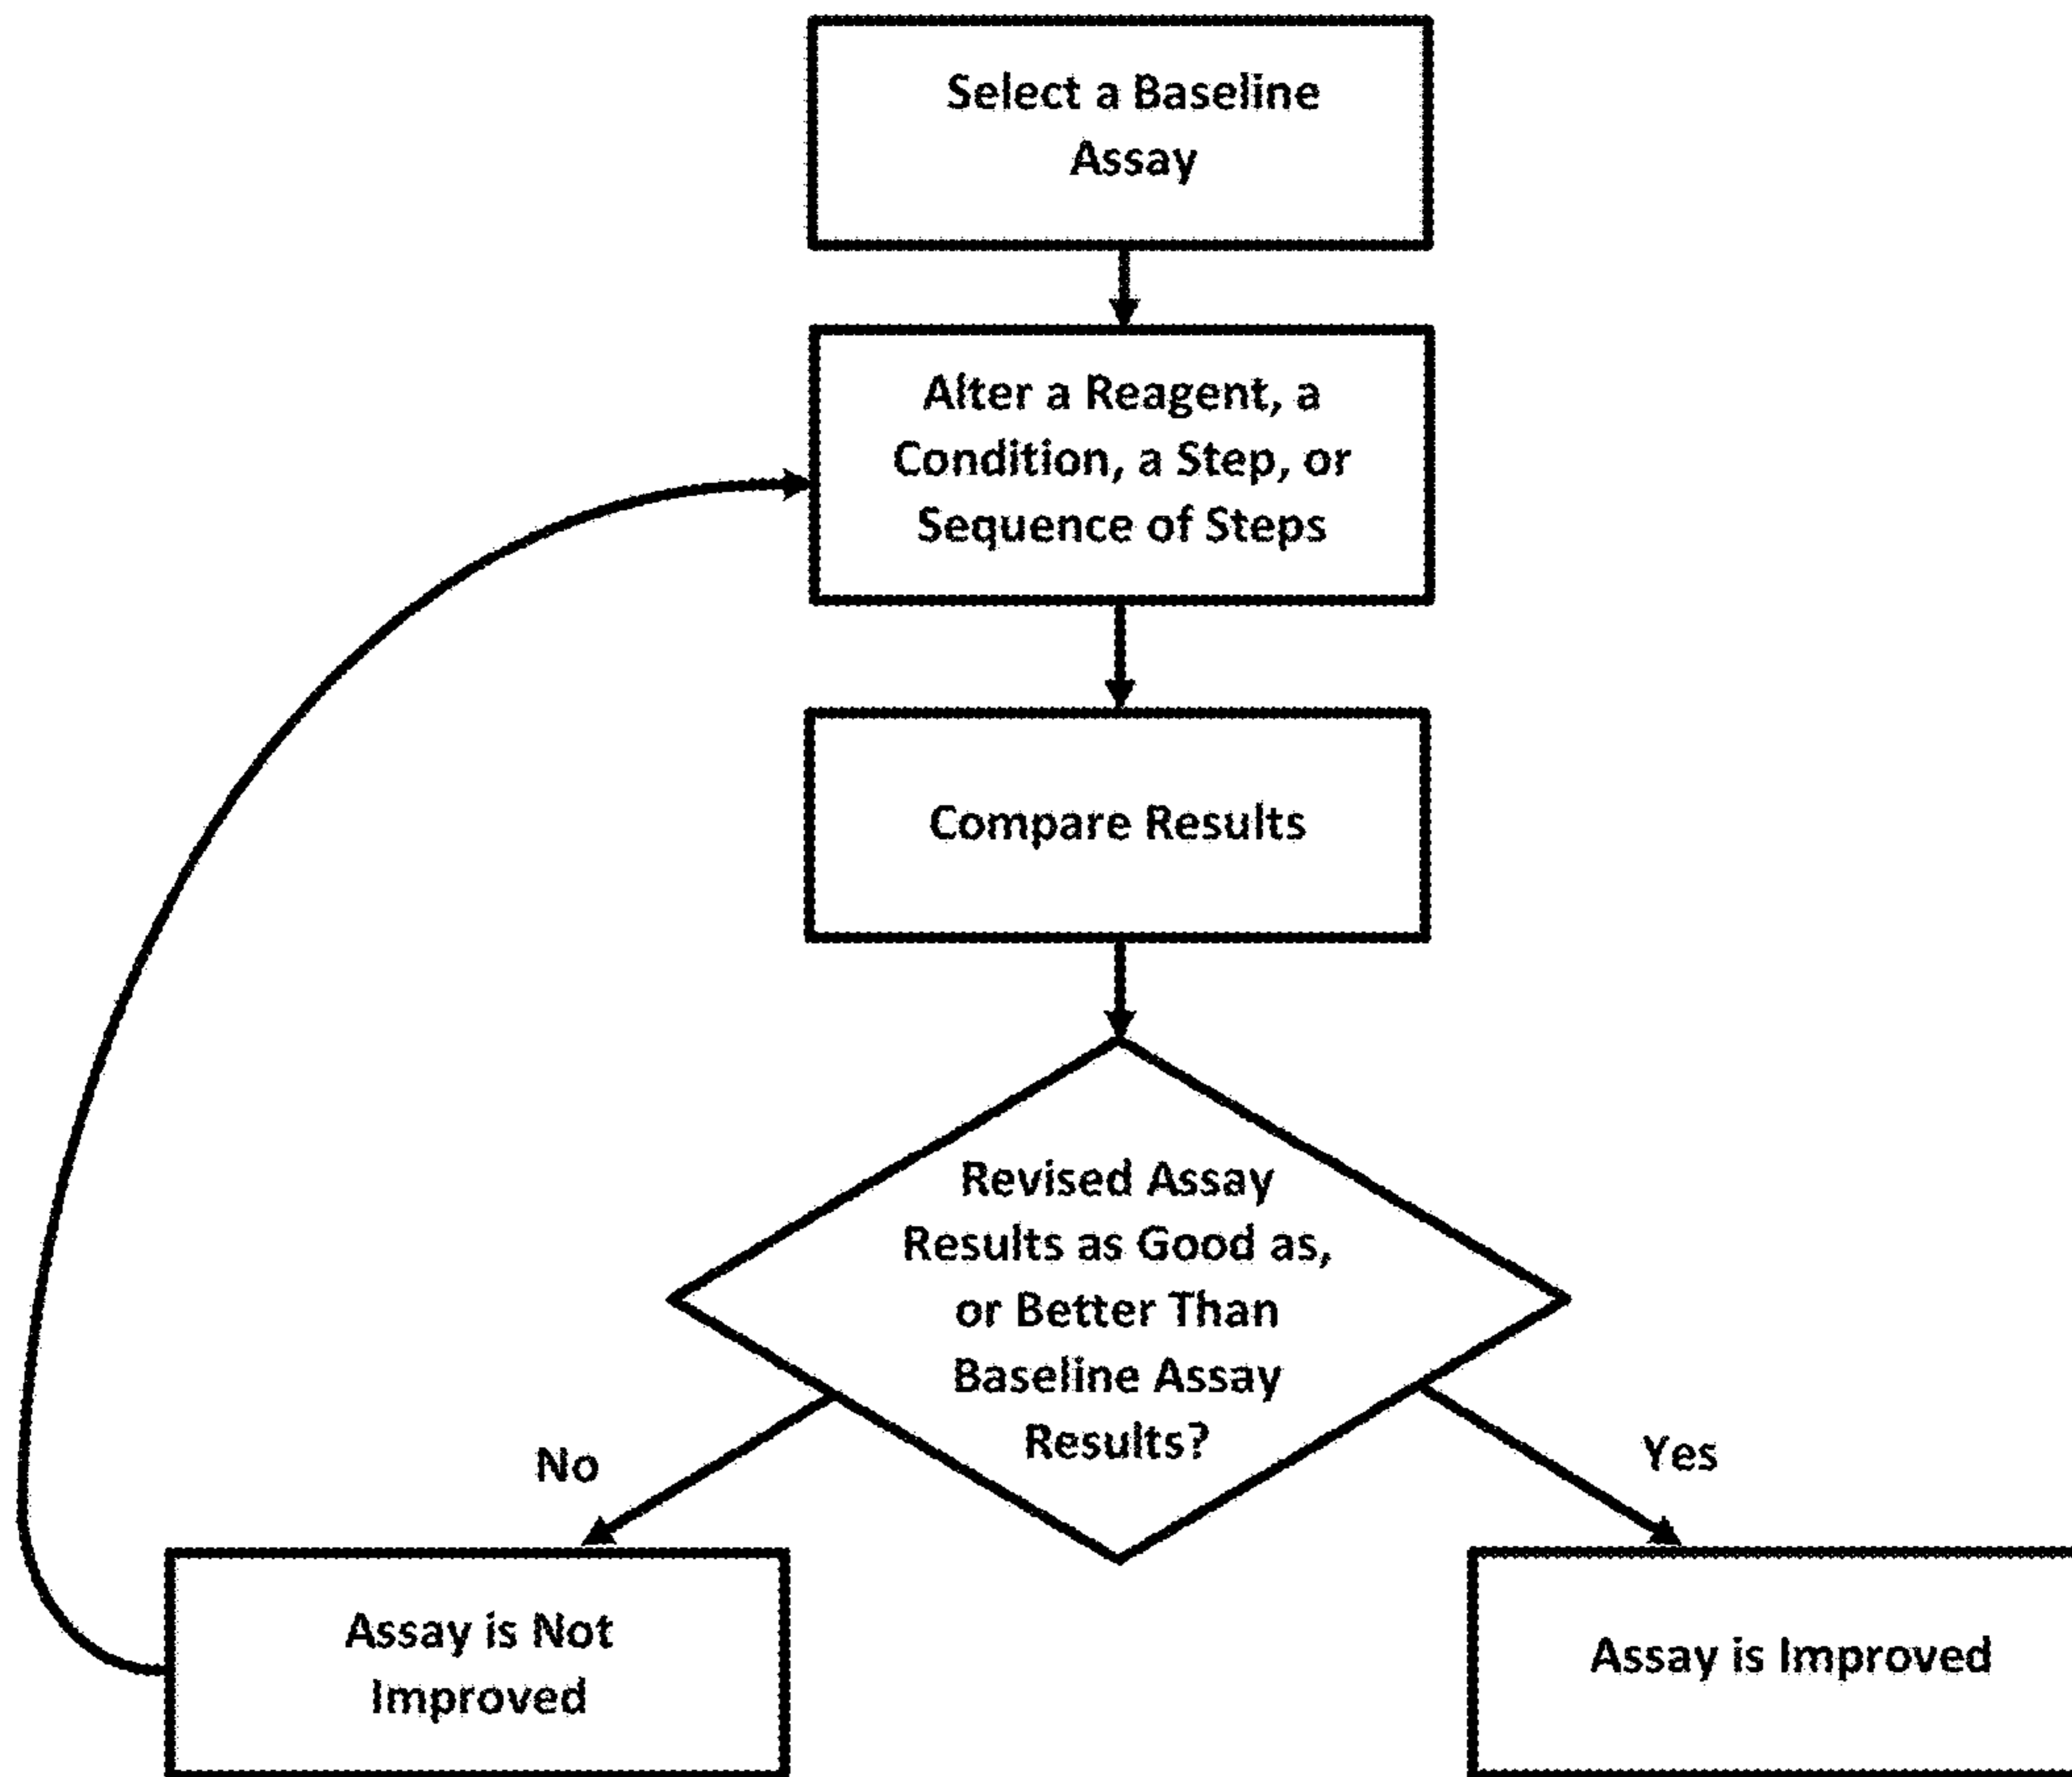 Select a Baseline
Assay
Alter a Reagent, a
Condition, a Step, or
Sequence of Steps
Compare Results
Revised Assay
Results as Good as,
or Better Than
Baseline Assay
Results?
No
Yes
Assay is Not
Improved
Assay is Improved